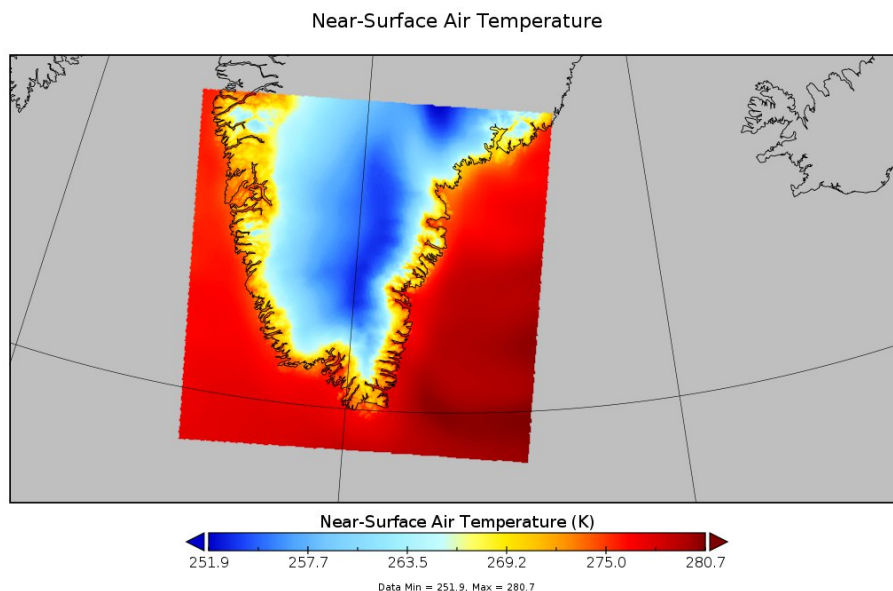 Near-Surface Air Temperature
Near-Surface Air Temperature (K)
251.9 257.7 263.5 269.2 275.0 280.7
Data Min = 251.9, Max = 280.7